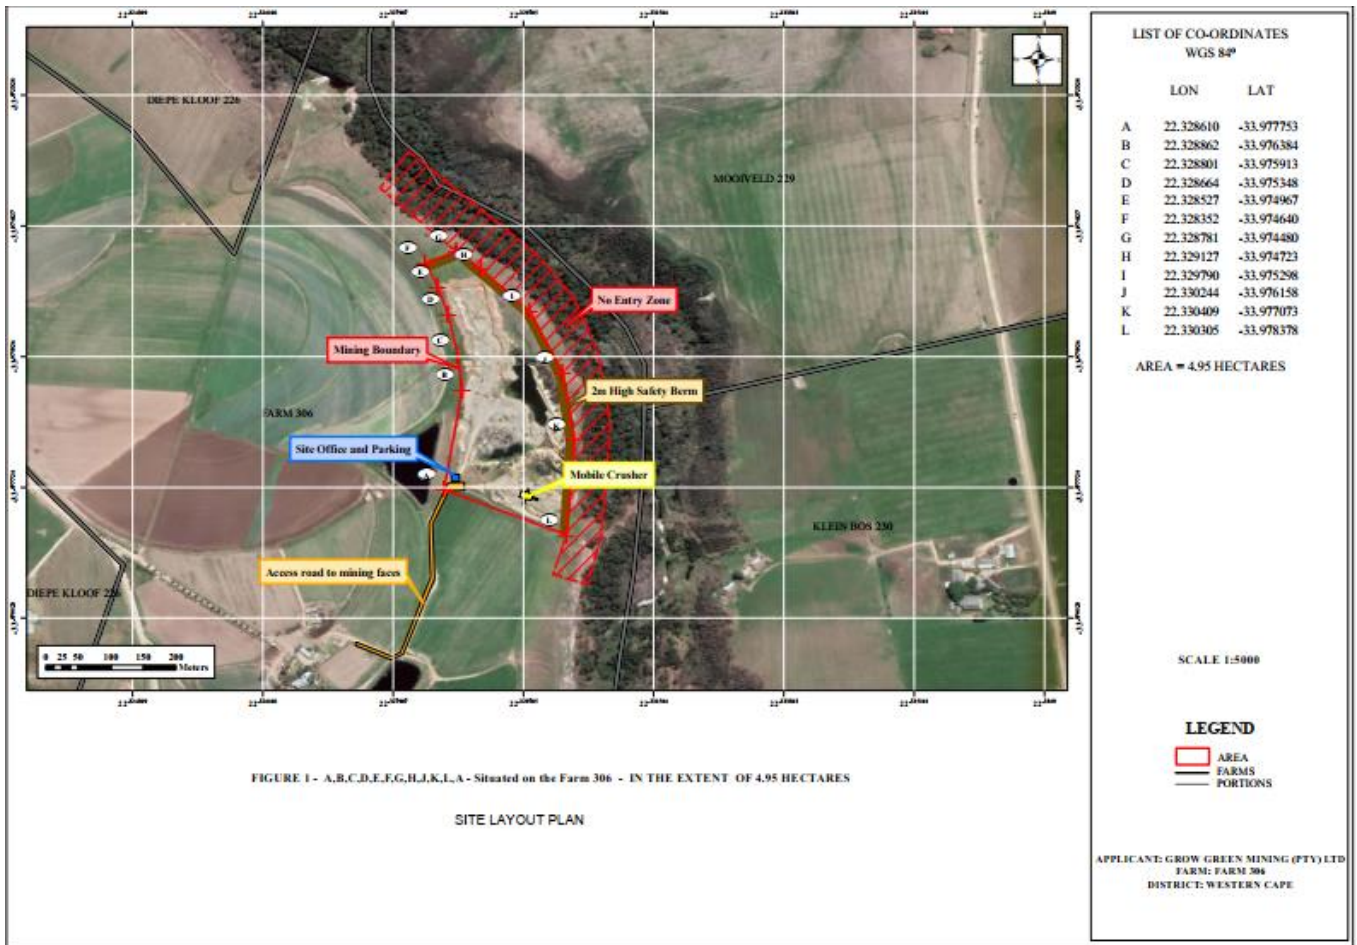 DIEPE KLOOF 226
MOOIVELD 229
G
F
H
E
D
I
No Entry Zone
C
Mining Boundary
J
B
2m High Safety Berm
FARM 306
K
Site Office and Parking
A
Mobile Crusher
L
KLEIN BOS 230
Access road to mining faces
DIEPE KLOOF 226
0 25 50 100 150 200
Meters
FIGURE 1 - A,B,C,D,E,F,G,H,J,K,L,A - Situated on the Farm 306 - IN THE EXTENT OF 4.95 HECTARES
SITE LAYOUT PLAN
LIST OF CO-ORDINATES
WGS 84º
LON LAT
A 22.328610 -33.977753
B 22.328862 -33.976384
C 22.328801 -33.975913
D 22.328664 -33.975348
E 22.328527 -33.974967
F 22.328352 -33.974640
G 22.328781 -33.974480
H 22.329127 -33.974723
I 22.329790 -33.975298
J 22.330244 -33.976158
K 22.330409 -33.977073
L 22.330305 -33.978378
AREA = 4.95 HECTARES
SCALE 1:5000
LEGEND
AREA
FARMS
PORTIONS
APPLICANT: GROW GREEN MINING (PTY) LTD
FARM: FARM 306
DISTRICT: WESTERN CAPE